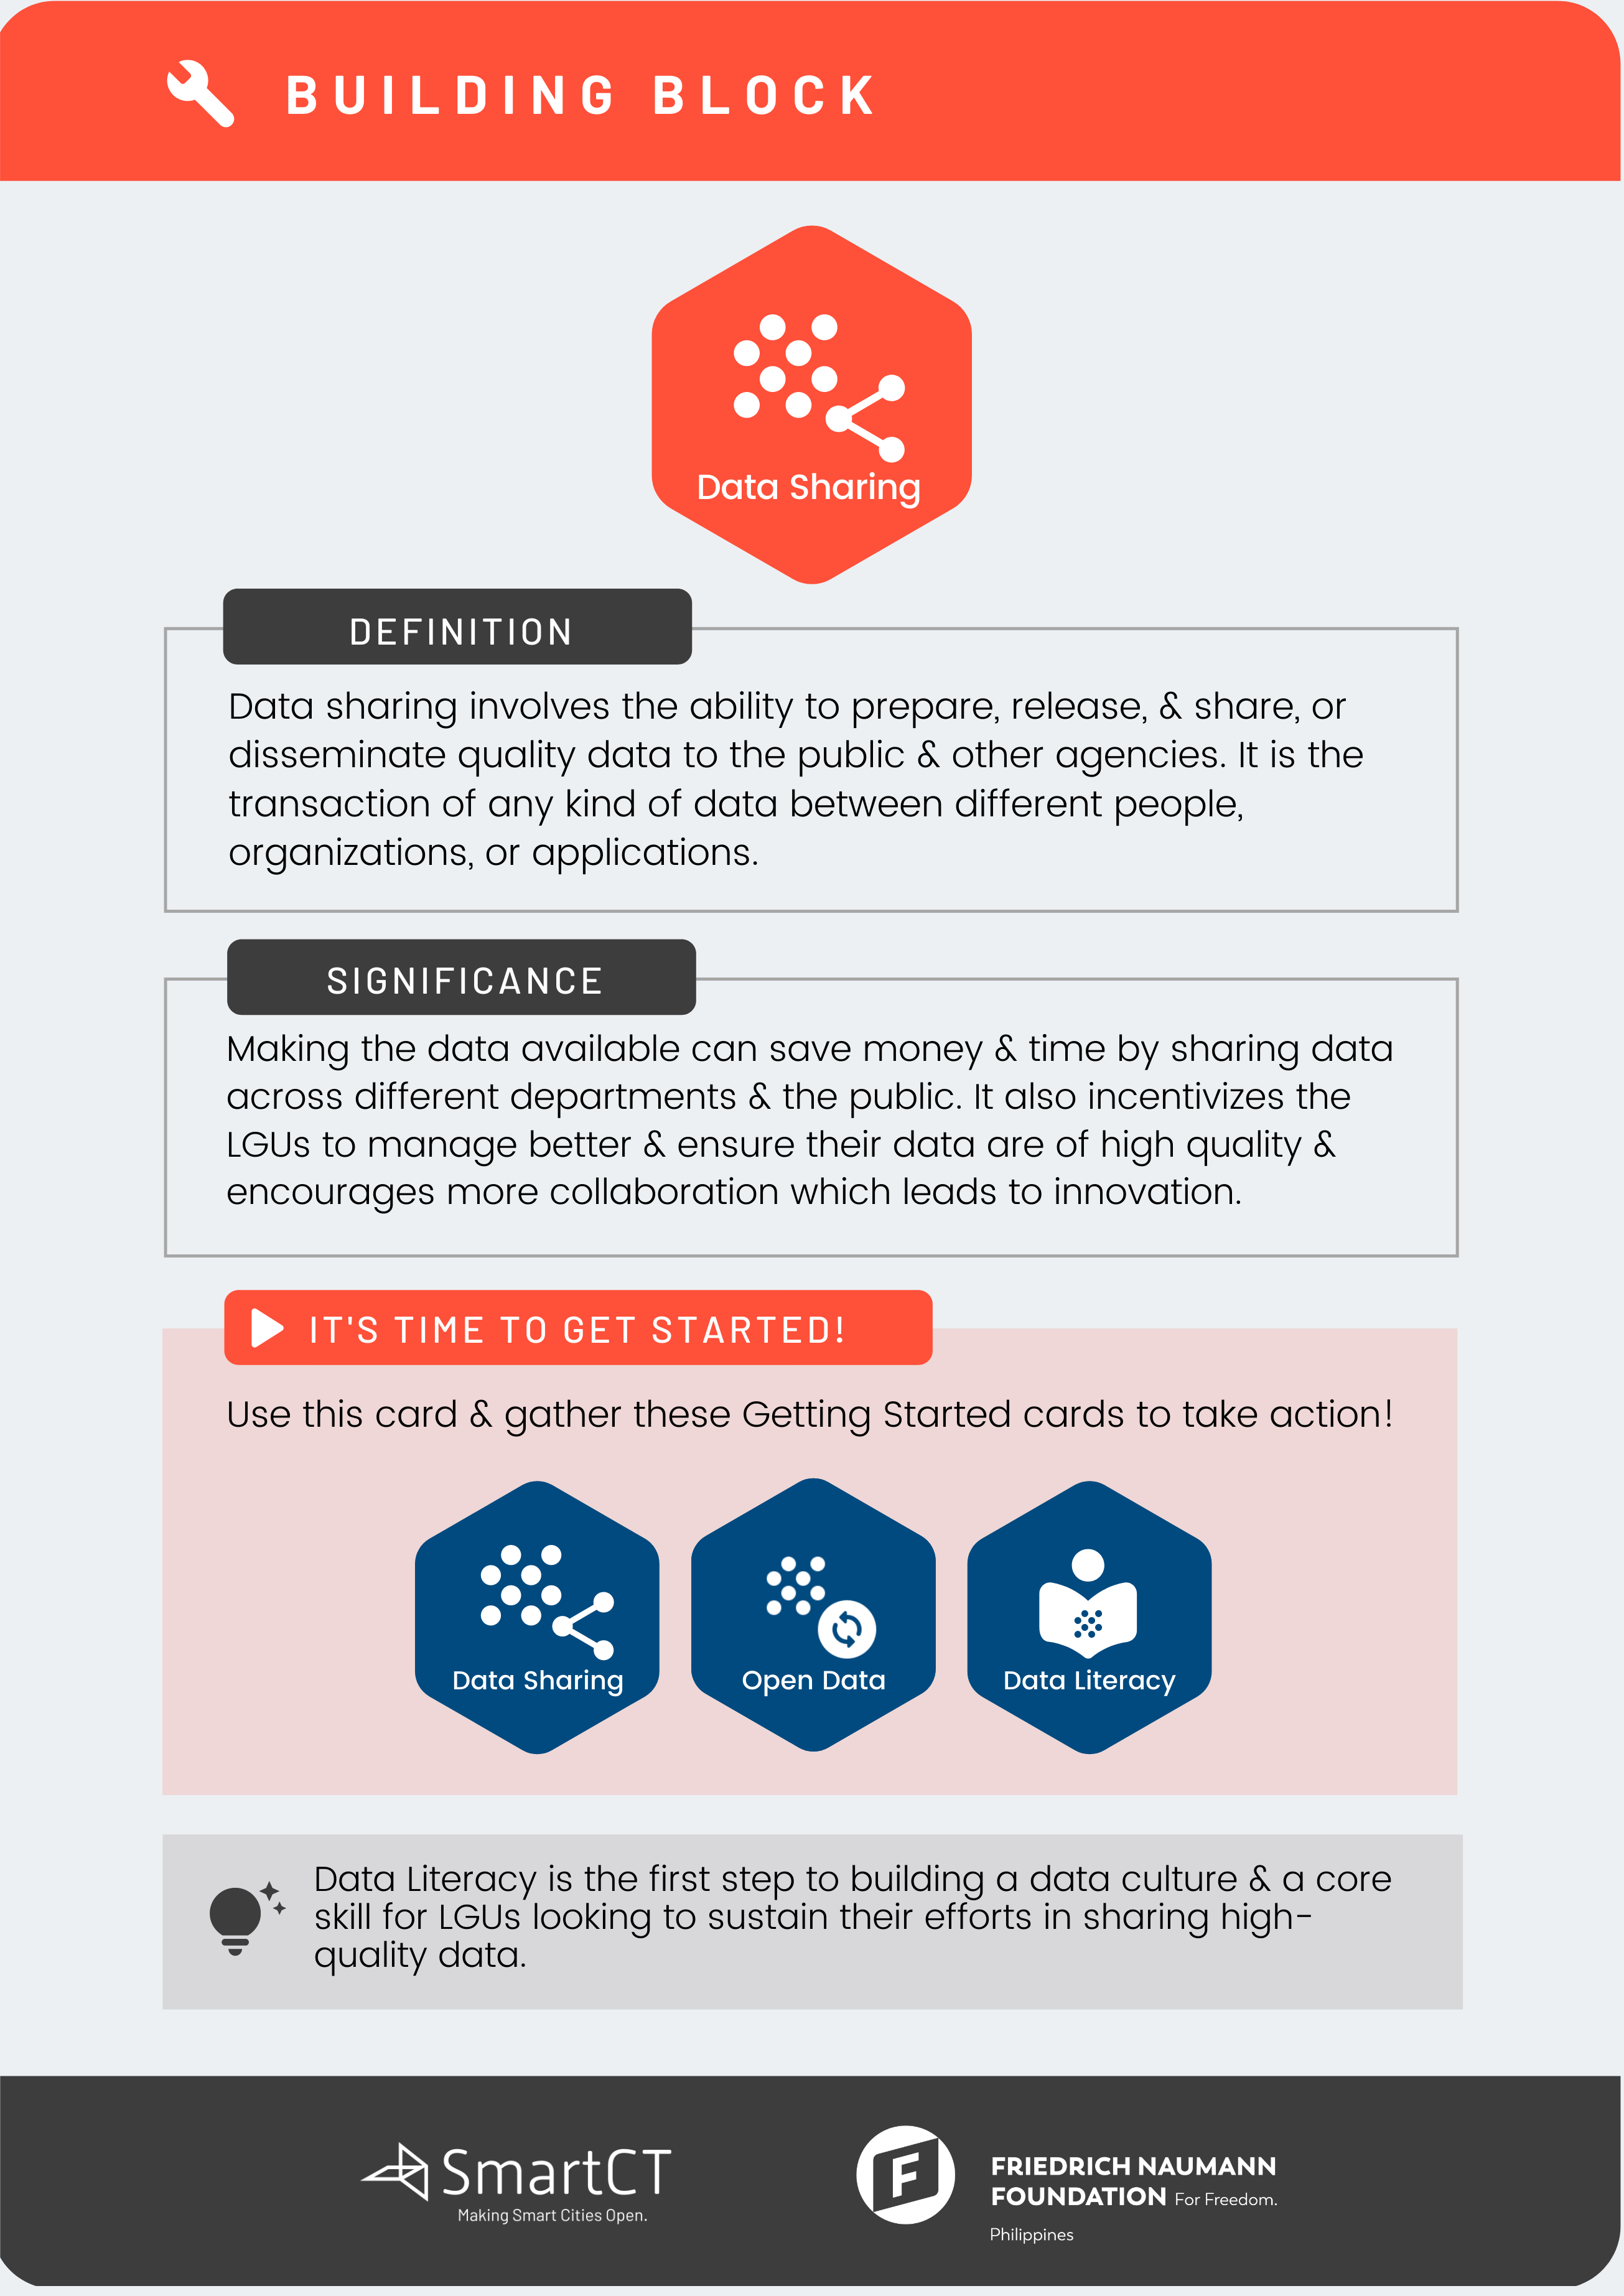 BUILDING BLOCK
Data Sharing
DEFINITION
Data sharing involves the ability to prepare, release, & share, or
disseminate quality data to the public & other agencies. It is the
transaction of any kind of data between different people,
organizations, or applications.
SIGNIFICANCE
Making the data available can save money & time by sharing data
across different departments & the public. It also incentivizes the
LGUs to manage better & ensure their data are of high quality &
encourages more collaboration which leads to innovation.
IT'S TIME TO GET STARTED!
Use this card & gather these Getting Started cards to take action!
Data Sharing
Open Data
Data Literacy
Data Literacy is the first step to building a data culture & a core
skill for LGUs looking to sustain their efforts in sharing high-
quality data.
SmartCT
Making Smart Cities Open.
F
FRIEDRICH NAUMANN
FOUNDATION For Freedom.
Philippines